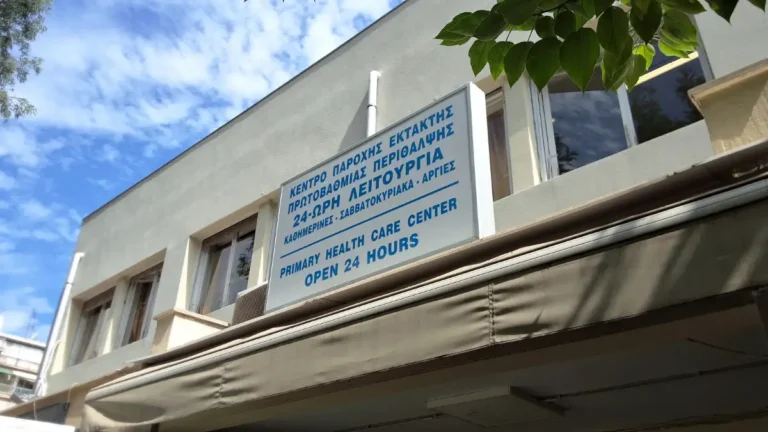 ΚΕΝΤΡΟ ΠΑΡΟΧΗΣ ΕΚΤΑΚΤΗΣ
ΠΡΩΤΟΒΑΘΜΙΑΣ ΠΕΡΙΘΑΛΨΗΣ
24-ΩΡΗ ΛΕΙΤΟΥΡΓΙΑ
ΚΑΘΗΜΕΡΙΝΕΣ - ΣΑΒΒΑΤΟΚΥΡΙΑΚΑ - ΑΡΓΙΕΣ
PRIMARY HEALTH CARE CENTER
OPEN 24 HOURS